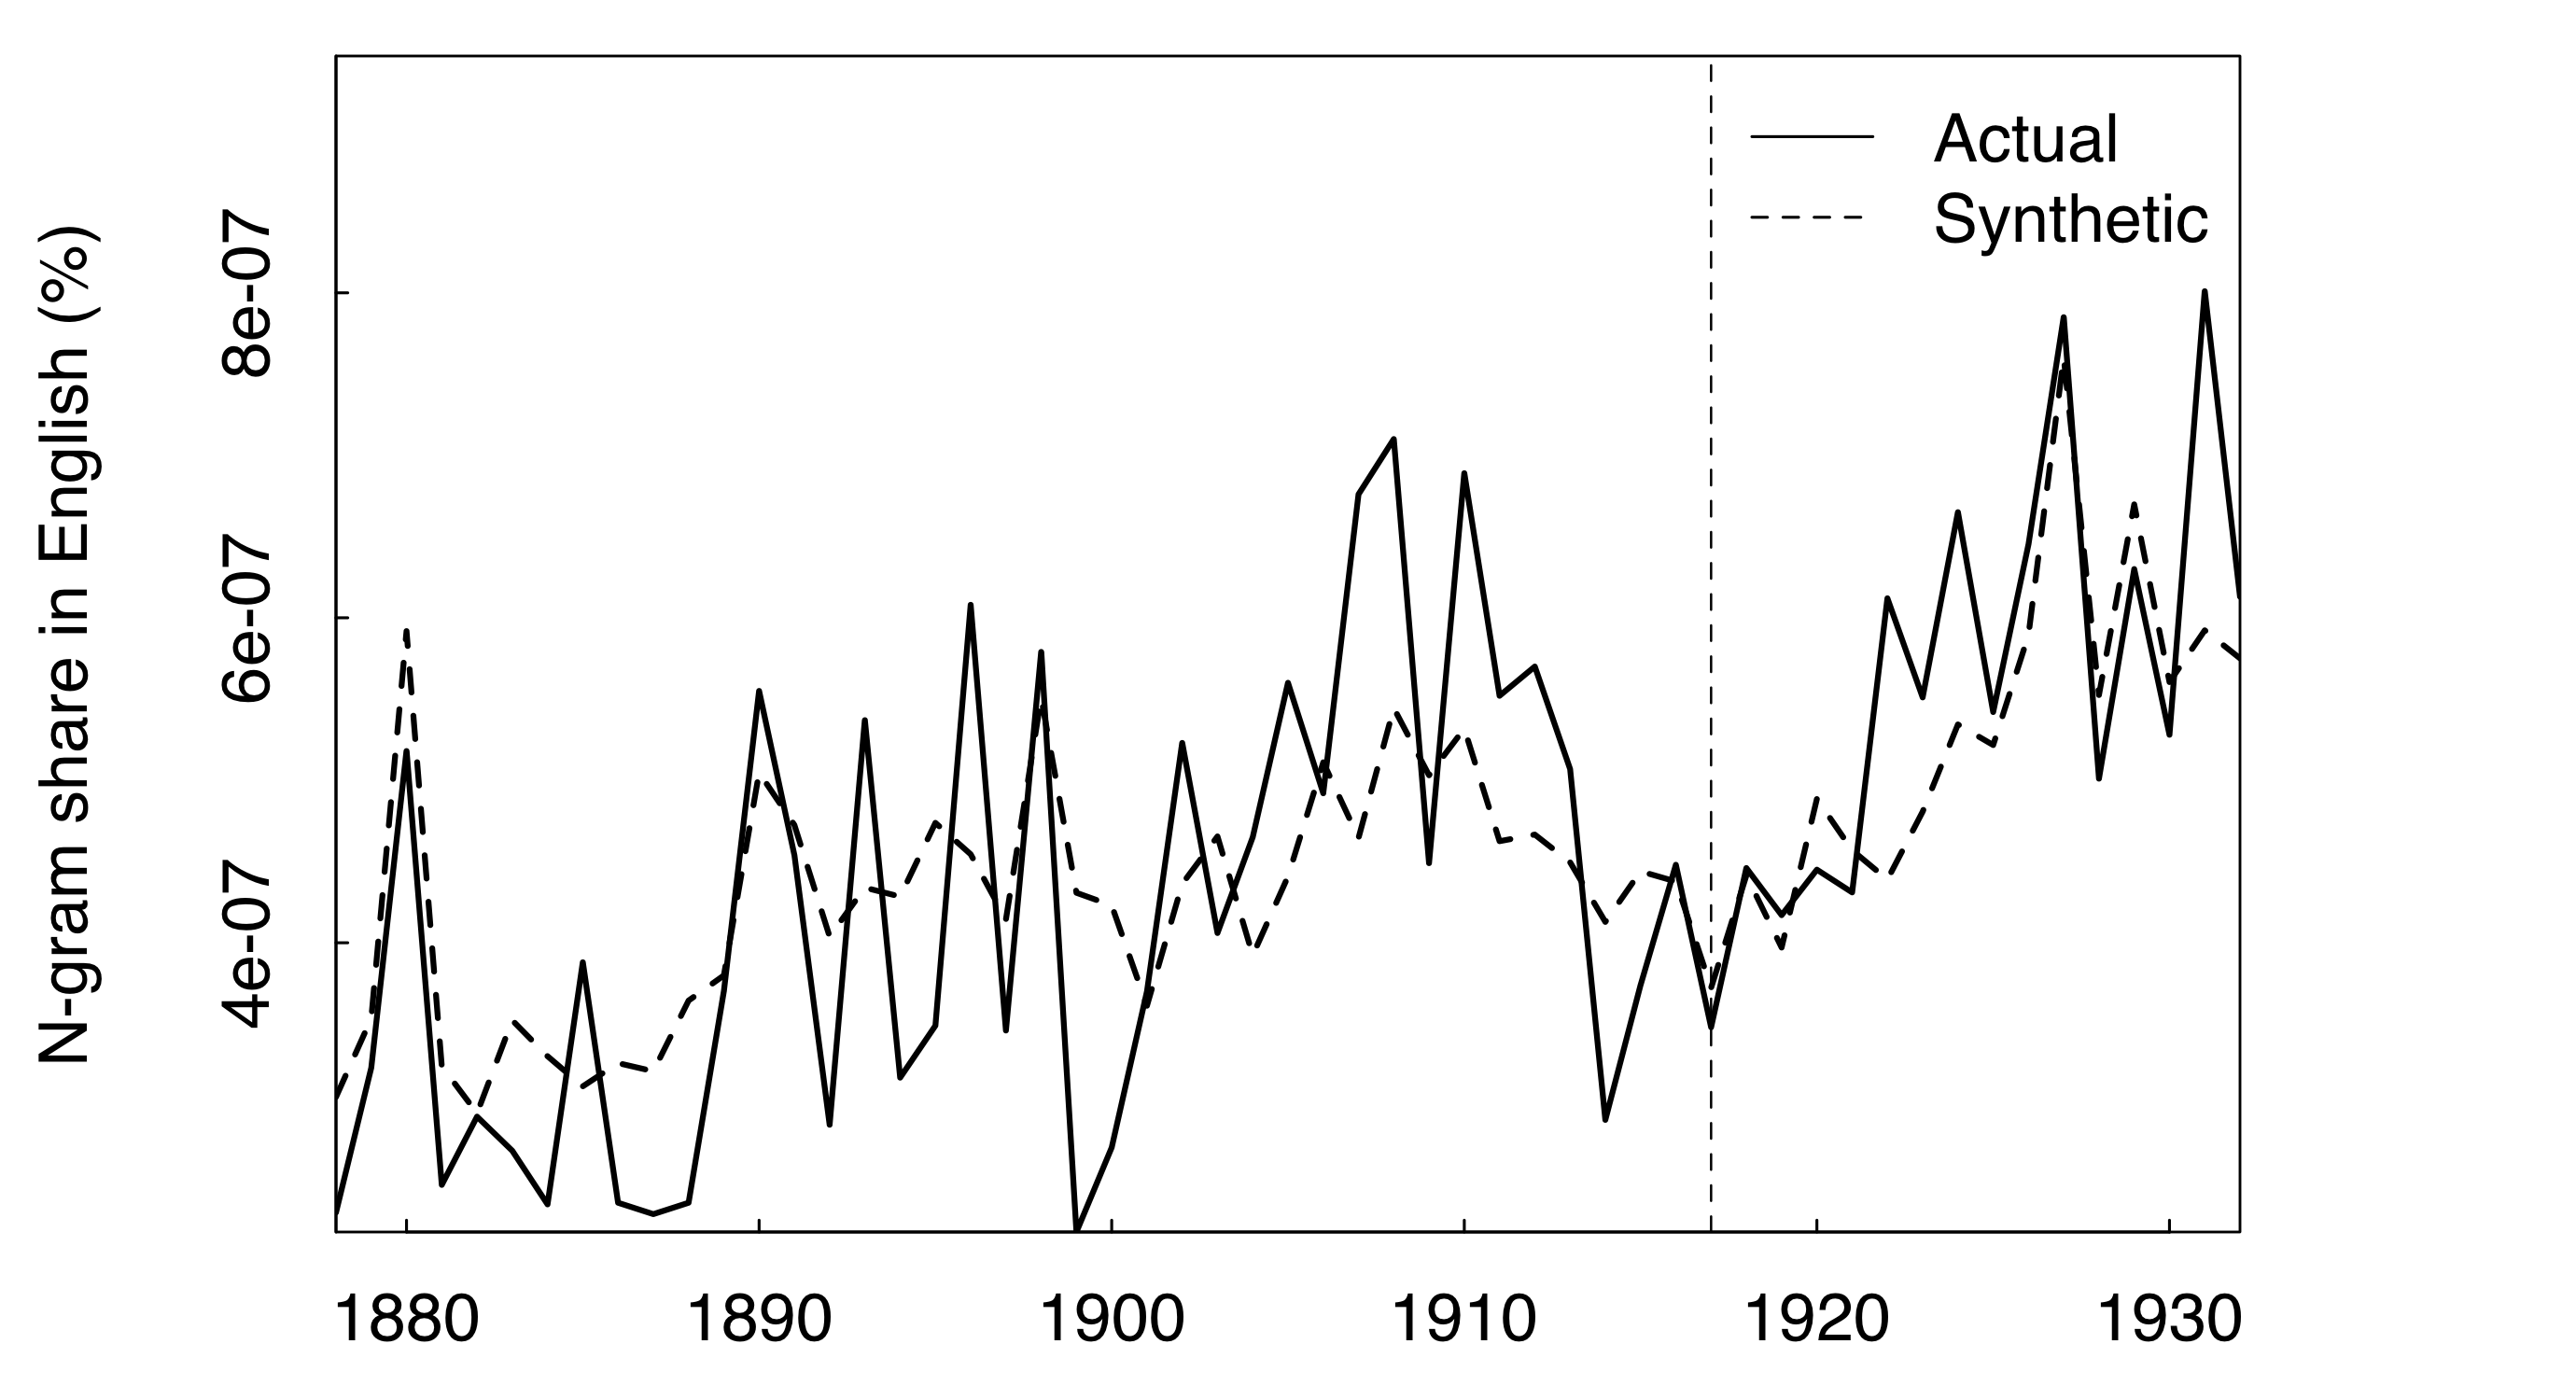 Actual
Synthetic
N-gram share in English (%)
8e-07
6e-07
4e-07
1880 1890 1900 1910 1920 1930